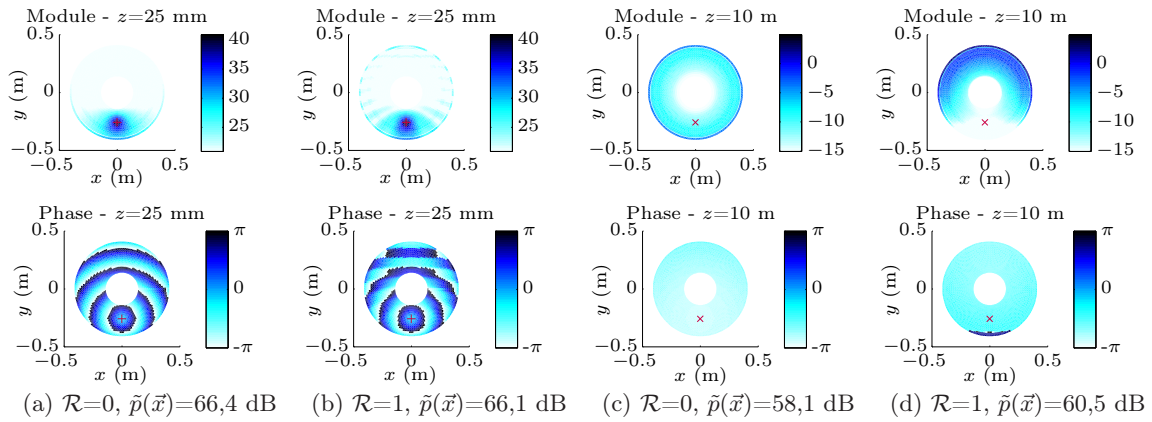 Module - z=25 mm
0.5
0
−0.5
y (m)
−0.5 0 0.5
x (m)
40
35
30
25
Module - z=25 mm
0.5
0
−0.5
y (m)
−0.5 0 0.5
x (m)
40
35
30
25
Module - z=10 m
0.5
0
−0.5
y (m)
−0.5 0 0.5
x (m)
0
−5
−10
−15
Module - z=10 m
0.5
0
−0.5
y (m)
−0.5 0 0.5
x (m)
0
−5
−10
−15
Phase - z=25 mm
0.5
0
−0.5
y (m)
−0.5 0 0.5
x (m)
π
0
-π
Phase - z=25 mm
0.5
0
−0.5
y (m)
−0.5 0 0.5
x (m)
π
0
-π
Phase - z=10 m
0.5
0
−0.5
y (m)
−0.5 0 0.5
x (m)
π
0
-π
Phase - z=10 m
0.5
0
−0.5
y (m)
−0.5 0 0.5
x (m)
π
0
-π
(a) ℛ=0, p̃(x⃗)=66,4 dB
(b) ℛ=1, p̃(x⃗)=66,1 dB
(c) ℛ=0, p̃(x⃗)=58,1 dB
(d) ℛ=1, p̃(x⃗)=60,5 dB